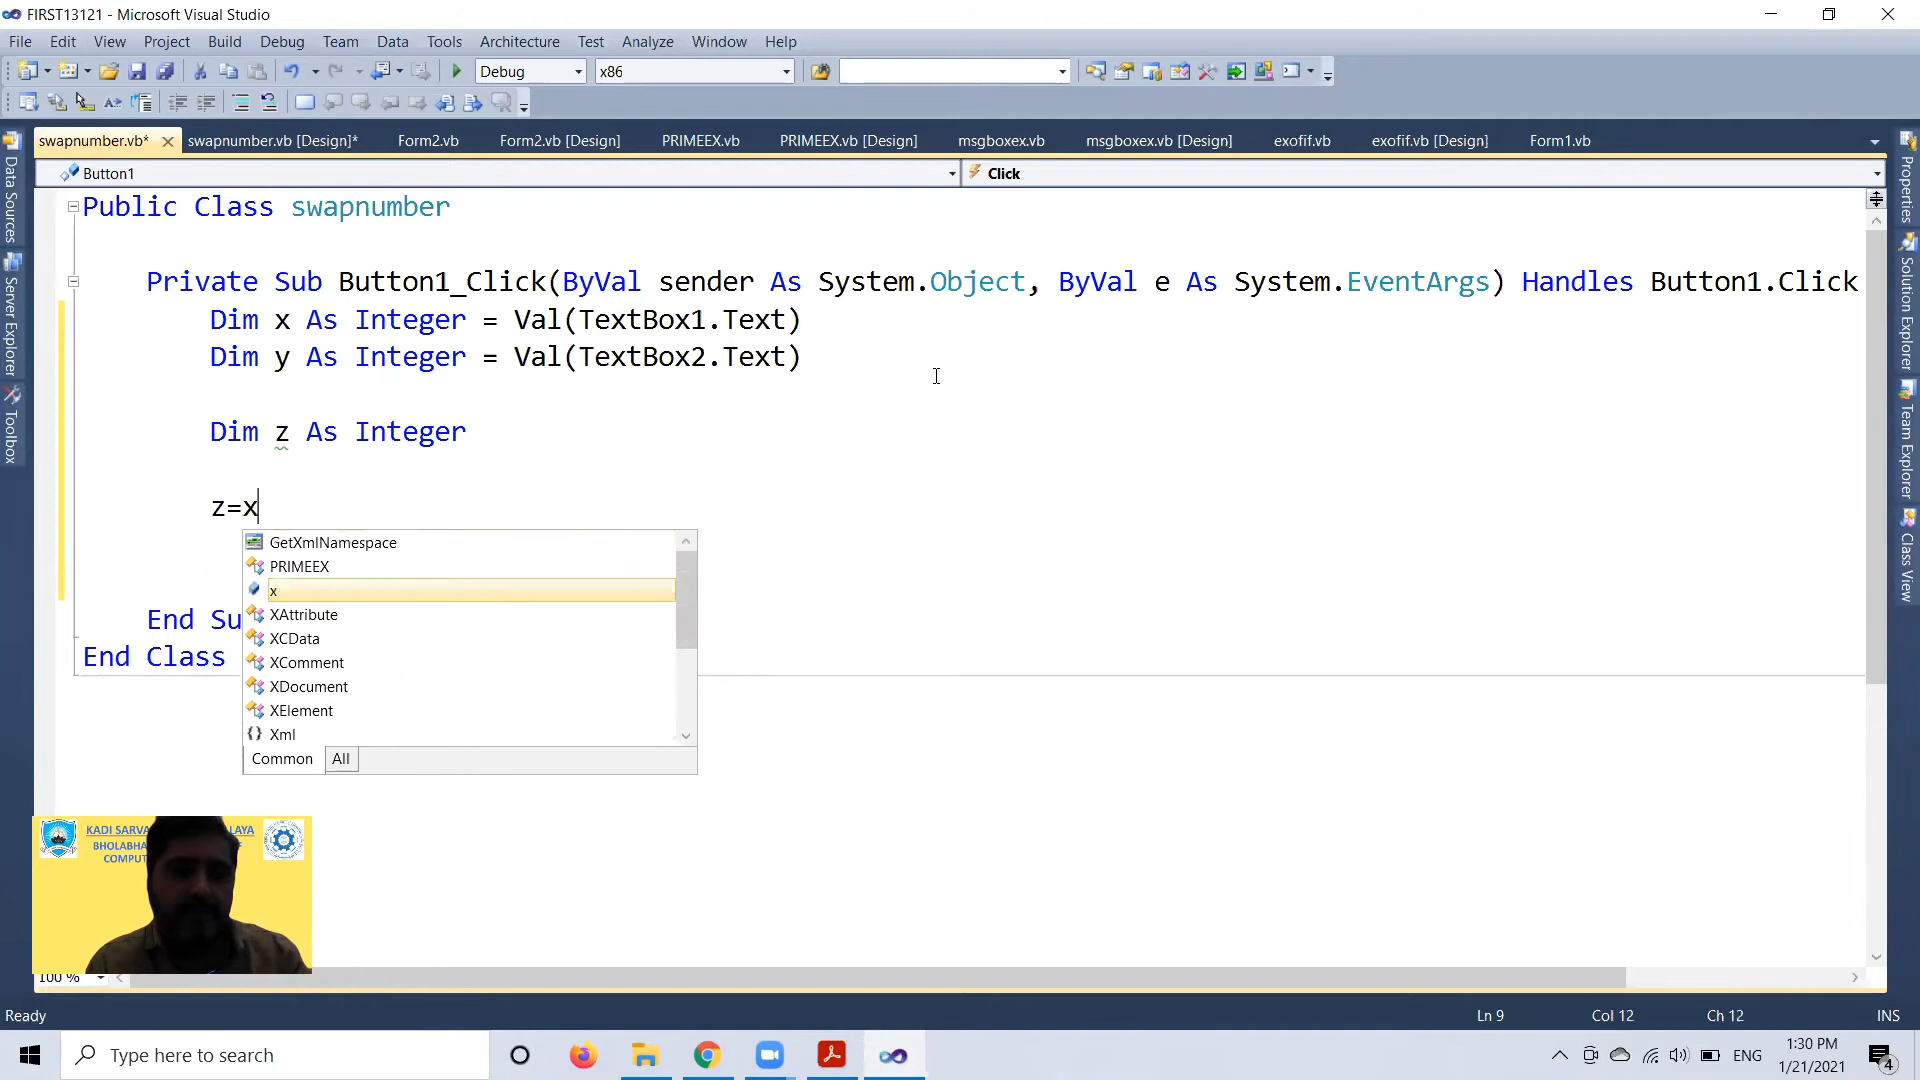 FIRST13121 - Microsoft Visual Studio
File Edit View Project Build Debug Team Data Tools Architecture Test Analyze Window Help
Debug x86
swapnumber.vb* swapnumber.vb [Design]* Form2.vb Form2.vb [Design] PRIMEEX.vb PRIMEEX.vb [Design] msgboxex.vb msgboxex.vb [Design] exofif.vb exofif.vb [Design] Form1.vb
Button1 Click
Data Sources
Server Explorer
Toolbox
Public Class swapnumber
Private Sub Button1_Click(ByVal sender As System.Object, ByVal e As System.EventArgs) Handles Button1.Click
Dim x As Integer = Val(TextBox1.Text)
Dim y As Integer = Val(TextBox2.Text)
Dim z As Integer
z=x
GetXmlNamespace
PRIMEEX
x
XAttribute
XCData
XComment
XDocument
XElement
Xml
Common All
End Su
End Class
Properties
Solution Explorer
Team Explorer
Class View
KADI SARVA ALAYA
BHOLABHA F
COMPUT
100 %
Ready Ln 9 Col 12 Ch 12 INS
Type here to search
ENG
1:30 PM
1/21/2021
4